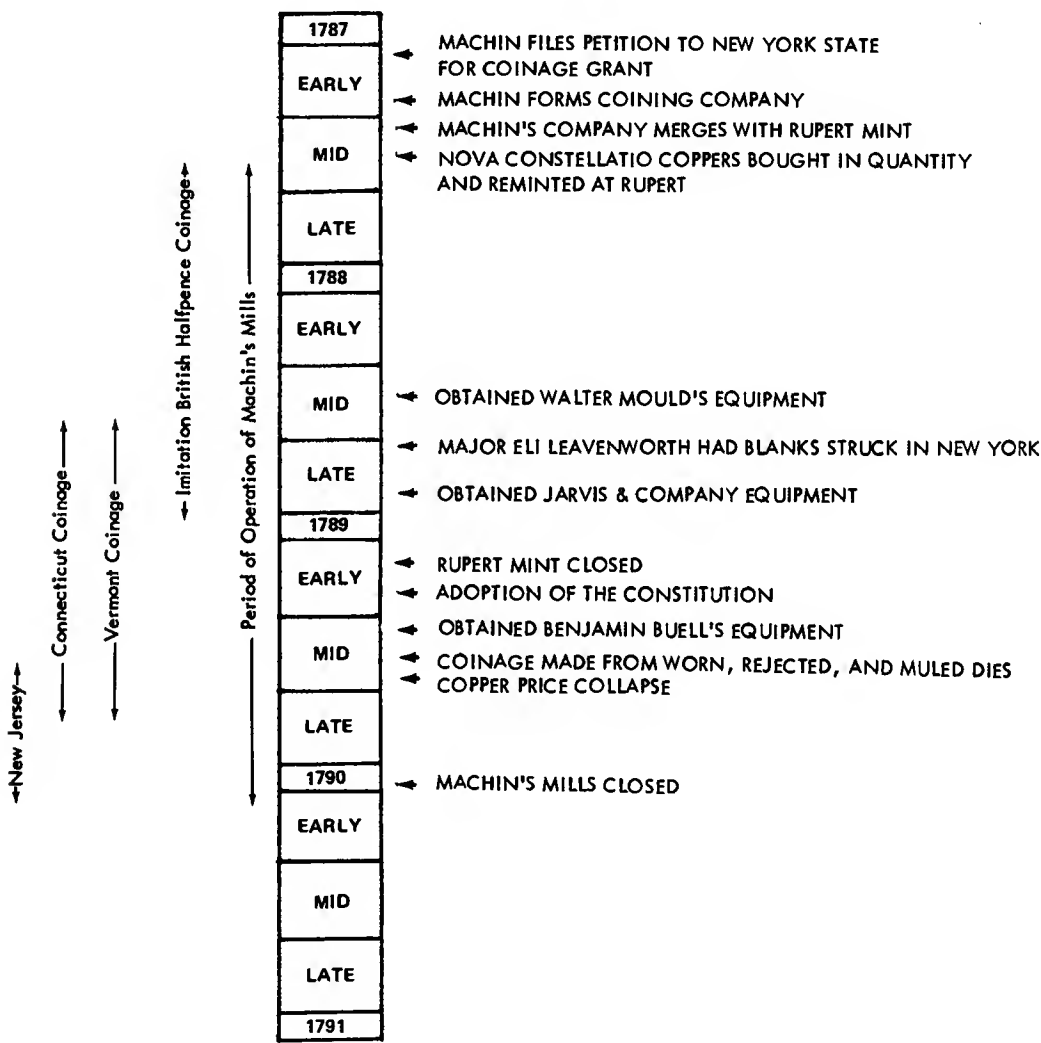 1787
EARLY
MID
LATE
1788
EARLY
MID
LATE
1789
EARLY
MID
LATE
1790
EARLY
MID
LATE
1791
MACHIN FILES PETITION TO NEW YORK STATE
FOR COINAGE GRANT
MACHIN FORMS COINING COMPANY
MACHIN'S COMPANY MERGES WITH RUPERT MINT
NOVA CONSTELLATIO COPPERS BOUGHT IN QUANTITY
AND REMINTED AT RUPERT
OBTAINED WALTER MOULD'S EQUIPMENT
MAJOR ELI LEAVENWORTH HAD BLANKS STRUCK IN NEW YORK
OBTAINED JARVIS & COMPANY EQUIPMENT
RUPERT MINT CLOSED
ADOPTION OF THE CONSTITUTION
OBTAINED BENJAMIN BUELL'S EQUIPMENT
COINAGE MADE FROM WORN, REJECTED, AND MULED DIES
COPPER PRICE COLLAPSE
MACHIN'S MILLS CLOSED
New Jersey
Connecticut Coinage
Vermont Coinage
Imitation British Halfpence Coinage
Period of Operation of Machin's Mills